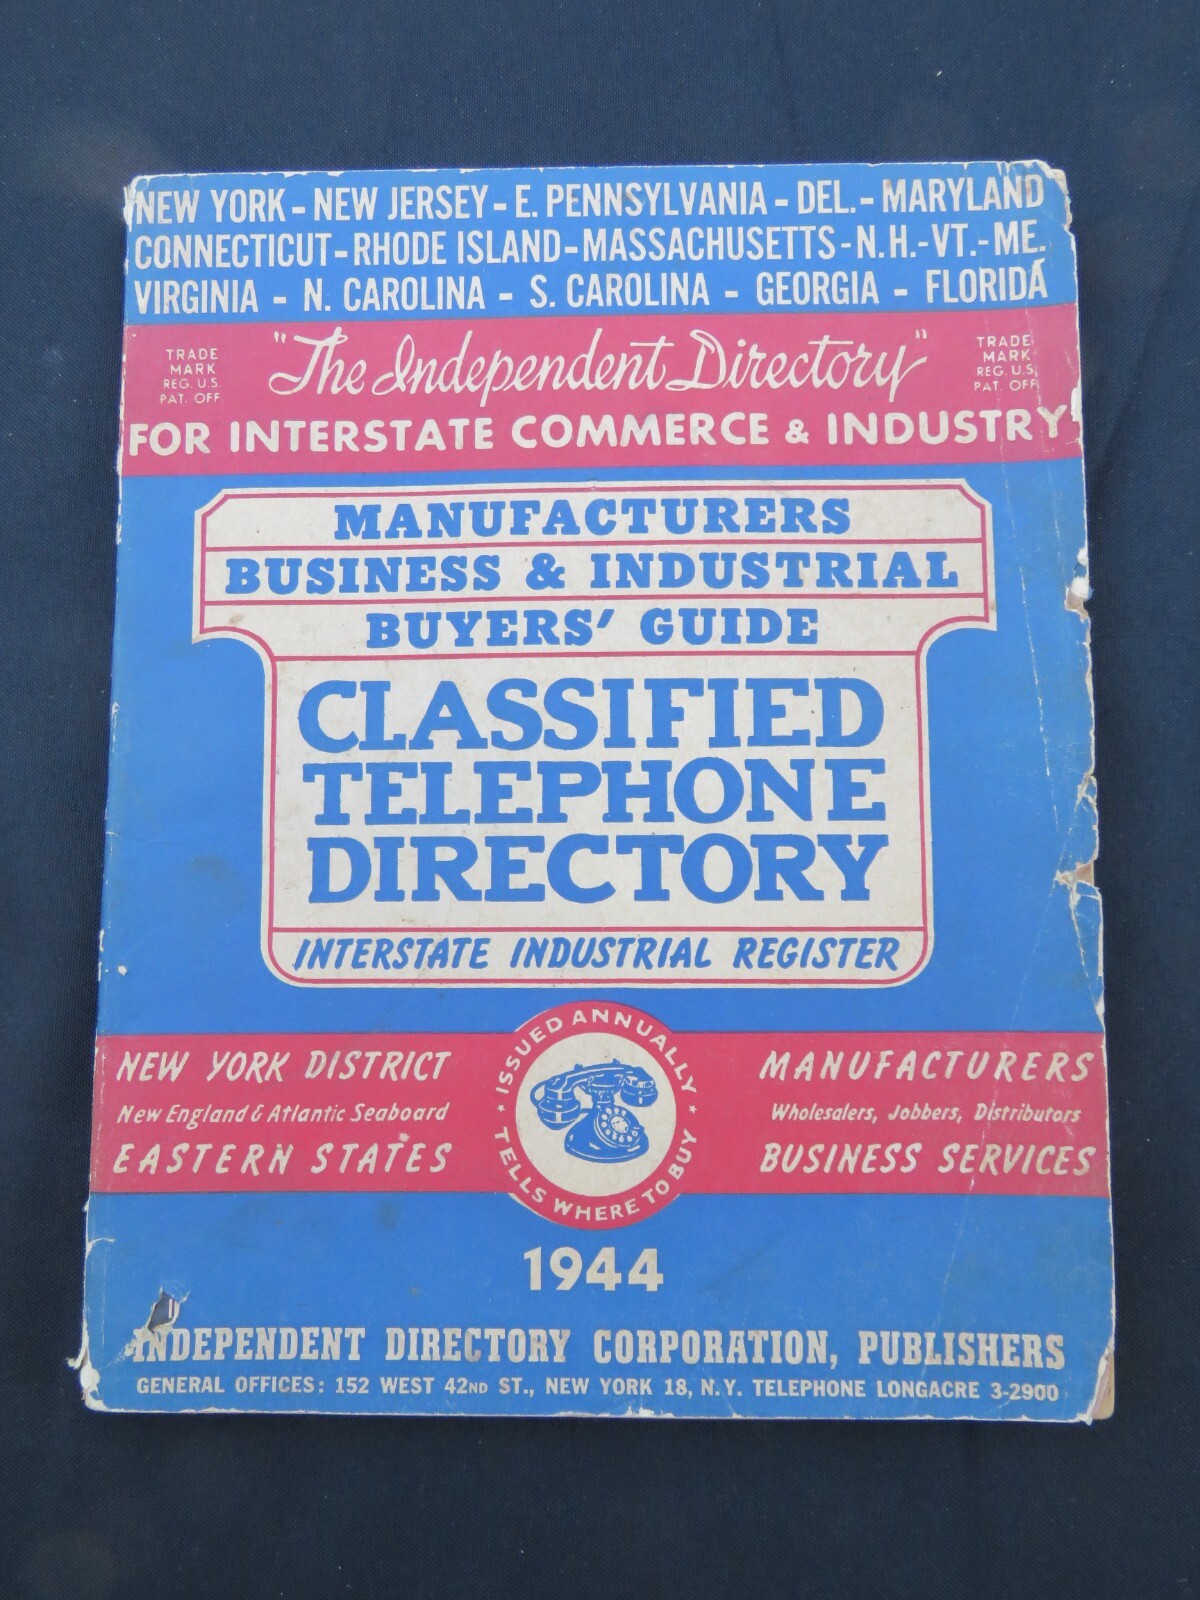 NEW YORK - NEW JERSEY - E. PENNSYLVANIA - DEL. - MARYLAND
CONNECTICUT - RHODE ISLAND - MASSACHUSETTS - N.H. - VT. - ME.
VIRGINIA - N. CAROLINA - S. CAROLINA - GEORGIA - FLORIDA
TRADE
MARK
REG. U.S.
PAT. OFF
"The Independent Directory"
TRADE
MARK
REG. U.S.
PAT. OFF
FOR INTERSTATE COMMERCE & INDUSTRY
MANUFACTURERS
BUSINESS & INDUSTRIAL
BUYERS' GUIDE
CLASSIFIED
TELEPHONE
DIRECTORY
INTERSTATE INDUSTRIAL REGISTER
NEW YORK DISTRICT
New England & Atlantic Seaboard
EASTERN STATES
ISSUED ANNUALLY
TELLS WHERE TO BUY
MANUFACTURERS
Wholesalers, Jobbers, Distributors
BUSINESS SERVICES
1944
INDEPENDENT DIRECTORY CORPORATION, PUBLISHERS
GENERAL OFFICES: 152 WEST 42ND ST., NEW YORK 18, N.Y. TELEPHONE LONGACRE 3-2900